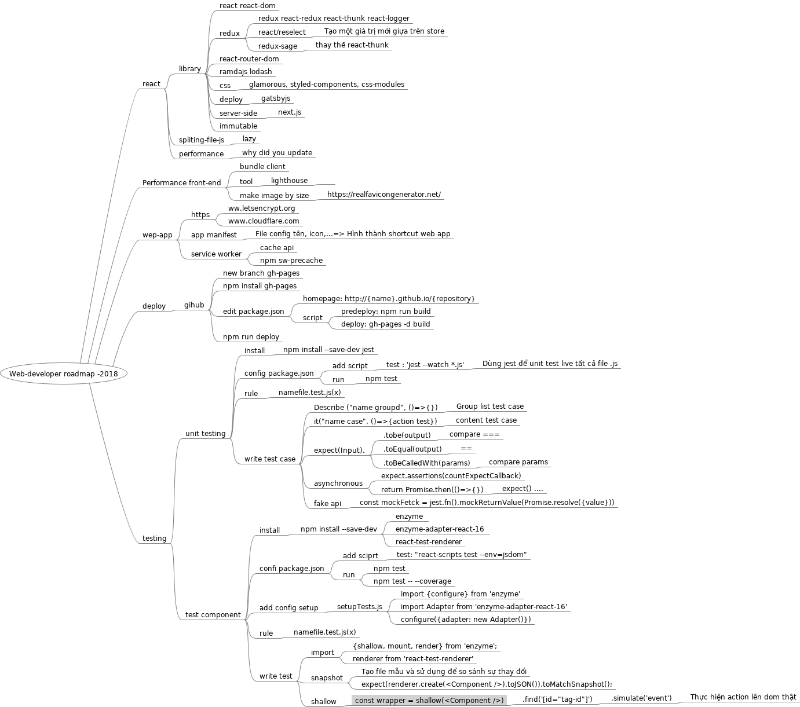 Web-developer roadmap -2018
react
library
react react-dom
redux
redux react-redux react-thunk react-logger
react/reselect
Tạo một giá trị mới giựa trên store
redux-sage
thay thế react-thunk
react-router-dom
ramdajs lodash
css
glamorous, styled-components, css-modules
deploy
gatsbyjs
server-side
next.js
immutable
spliting-file-js
lazy
performance
why did you update
Performance front-end
bundle client
tool
lighthouse
make image by size
https://realfavicongenerator.net/
wep-app
https
ww.letsencrypt.org
www.cloudflare.com
app manifest
File config tên, icon,...=> Hình thành shortcut web app
service worker
cache api
npm sw-precache
deploy
gihub
new branch gh-pages
npm install gh-pages
edit package.json
homepage: http://{name}.github.io/{repository}
script
predeploy: npm run build
deploy: gh-pages -d build
npm run deploy
testing
unit testing
install
npm install --save-dev jest
config package.json
add script
test : 'jest --watch *.js'
Dùng jest để unit test live tất cả file .js
run
npm test
rule
namefile.test.js(x)
write test case
Describe ("name groupd", ()=>{})
Group list test case
it("name case", ()=>{action test})
content test case
expect(Input).
.tobe(output)
compare ===
.toEqual(output)
==
.toBeCalledWith(params)
compare params
asynchronous
expect.assertions(countExpectCallback)
return Promise.then(()=>{})
expect() ....
fake api
const mockFetck = jest.fn().mockReturnValue(Promise.resolve({value}))
test component
install
npm install --save-dev
enzyme
enzyme-adapter-react-16
react-test-renderer
confi package.json
add sciprt
test: "react-scripts test --env=jsdom"
run
npm test
npm test -- --coverage
add config setup
setupTests.js
import {configure} from 'enzyme'
import Adapter from 'enzyme-adapter-react-16'
configure({adapter: new Adapter()})
rule
namefile.test.js(x)
write test
import
{shallow, mount, render} from 'enzyme';
renderer from 'react-test-renderer'
snapshot
Tạo file mẫu và sử dụng để so sánh sự thay đổi
expect(renderer.create(<Component />).toJSON()).toMatchSnapshot();
shallow
const wrapper = shallow(<Component />)
.find('[id="tag-id"]')
.simulate('event')
Thực hiện action lên dom thật